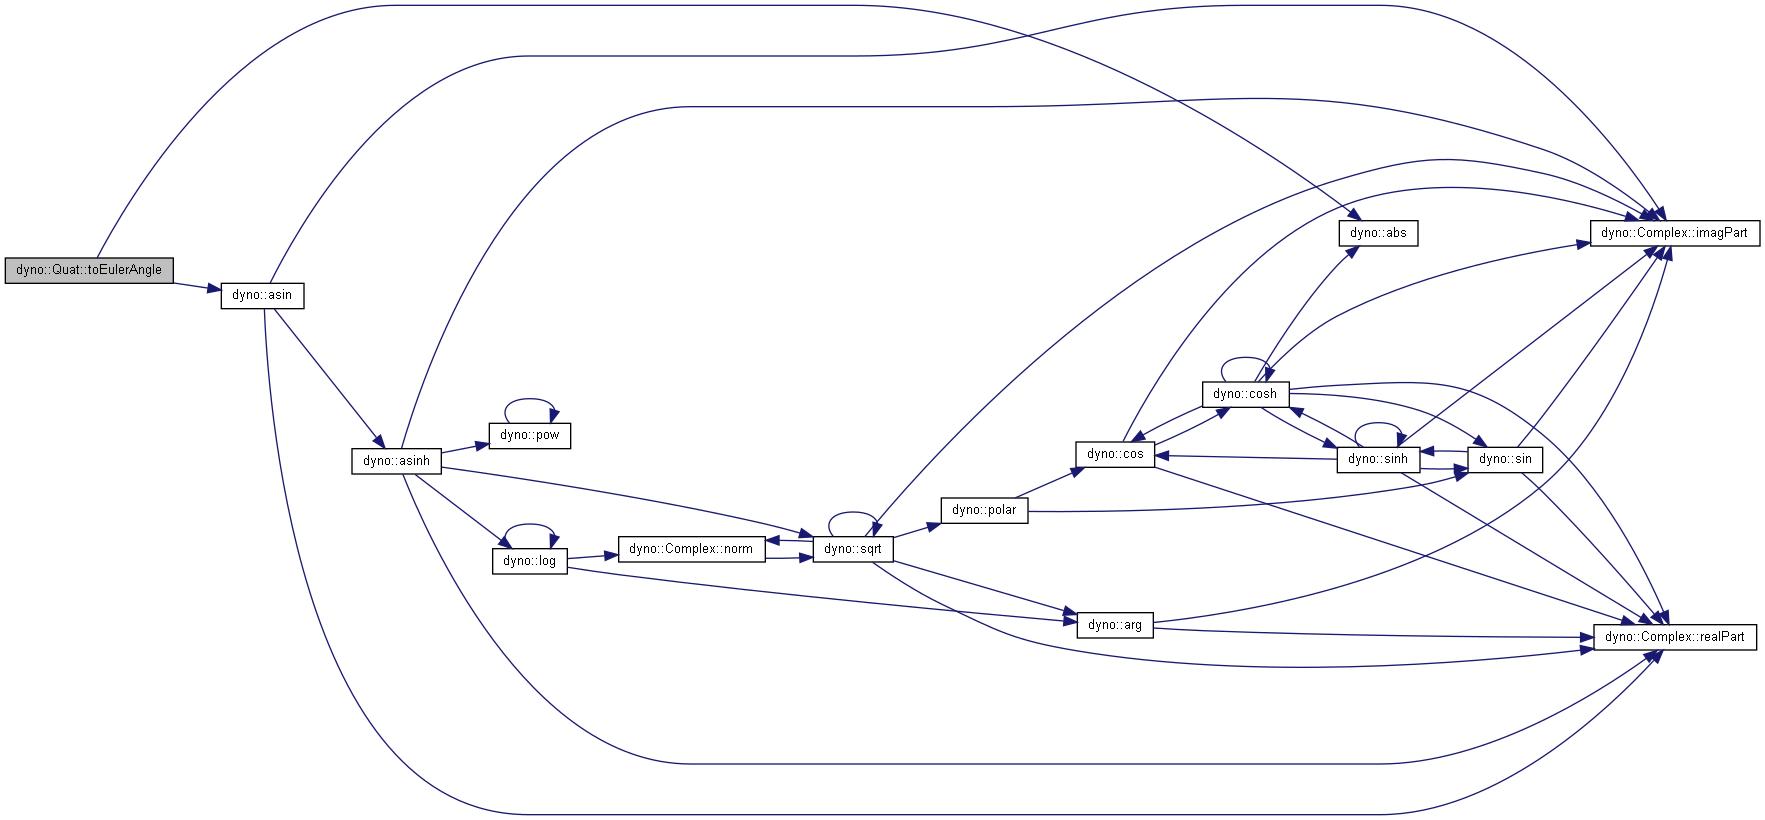 dyno::Quat::toEulerAngle
dyno::asin
dyno::asinh
dyno::pow
dyno::log
dyno::Complex::norm
dyno::sqrt
dyno::polar
dyno::cos
dyno::arg
dyno::cosh
dyno::abs
dyno::sinh
dyno::sin
dyno::Complex::imagPart
dyno::Complex::realPart